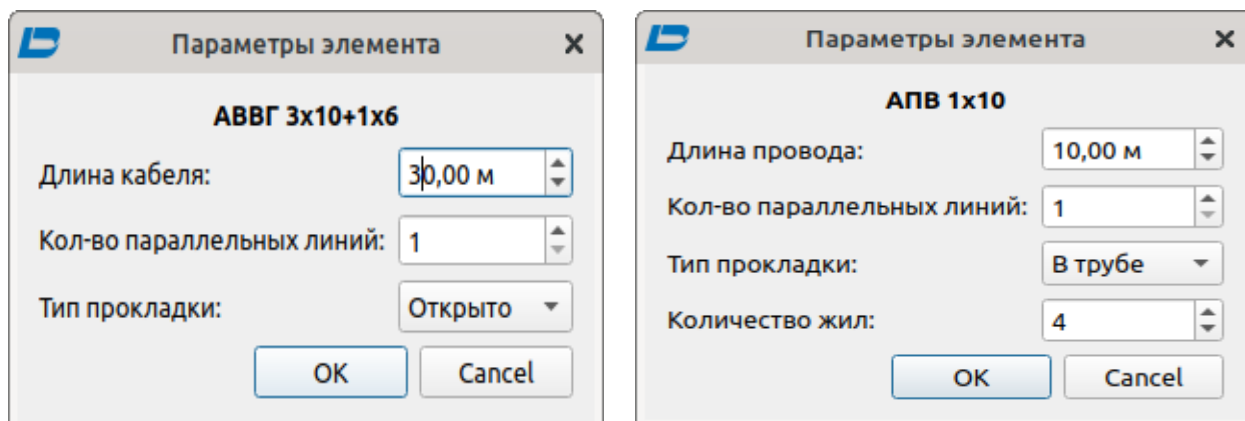 Параметры элемента
АВВГ 3х10+1х6
Длина кабеля: 30,00 м
Кол-во параллельных линий: 1
Тип прокладки: Открыто
OK Cancel
Параметры элемента
АПВ 1х10
Длина провода: 10,00 м
Кол-во параллельных линий: 1
Тип прокладки: В трубе
Количество жил: 4
OK Cancel